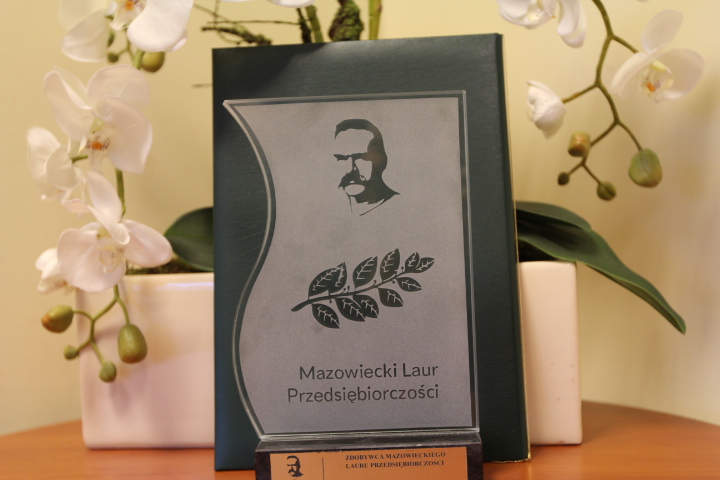 Mazowiecki Laur
Przedsiębiorczości
ZDOBYWCA MAZOWIECKIEGO
LAURU PRZEDSIĘBIORCZOŚCI